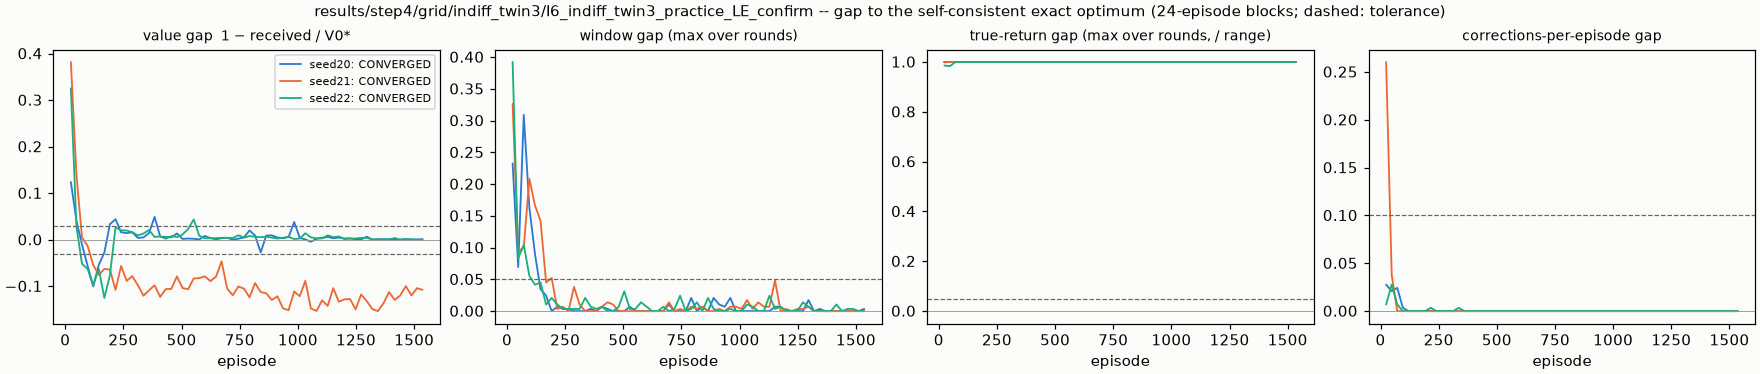 results/step4/grid/indiff_twin3/I6_indiff_twin3_practice_LE_confirm -- gap to the self-consistent exact optimum (24-episode blocks; dashed: tolerance)
value gap 1 − received / V0*
0.4
0.3
0.2
0.1
0.0
−0.1
seed20: CONVERGED
seed21: CONVERGED
seed22: CONVERGED
0 250 500 750 1000 1250 1500
episode
window gap (max over rounds)
0.40
0.35
0.30
0.25
0.20
0.15
0.10
0.05
0.00
0 250 500 750 1000 1250 1500
episode
true-return gap (max over rounds, / range)
1.0
0.8
0.6
0.4
0.2
0.0
0 250 500 750 1000 1250 1500
episode
corrections-per-episode gap
0.25
0.20
0.15
0.10
0.05
0.00
0 250 500 750 1000 1250 1500
episode